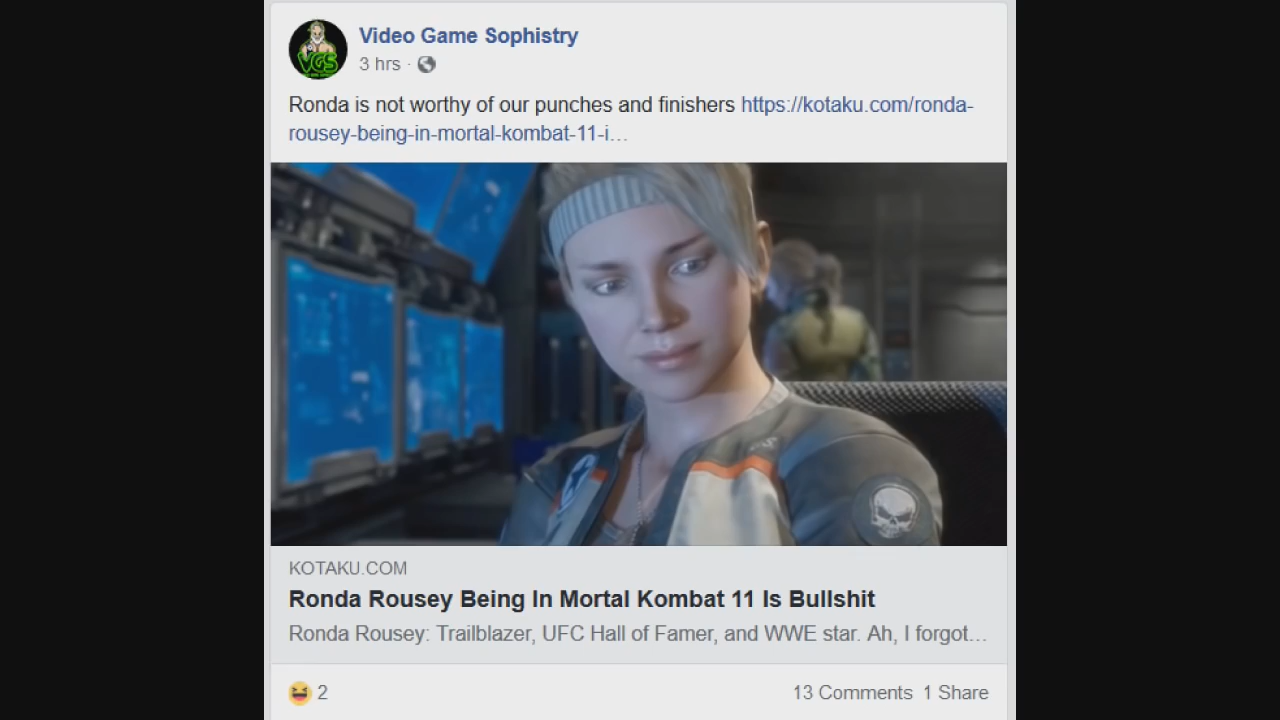 VGS
Video Game Sophistry
3 hrs ·
Ronda is not worthy of our punches and finishers https://kotaku.com/ronda-
rousey-being-in-mortal-kombat-11-i...
KOTAKU.COM
Ronda Rousey Being In Mortal Kombat 11 Is Bullshit
Ronda Rousey: Trailblazer, UFC Hall of Famer, and WWE star. Ah, I forgot...
2
13 Comments 1 Share